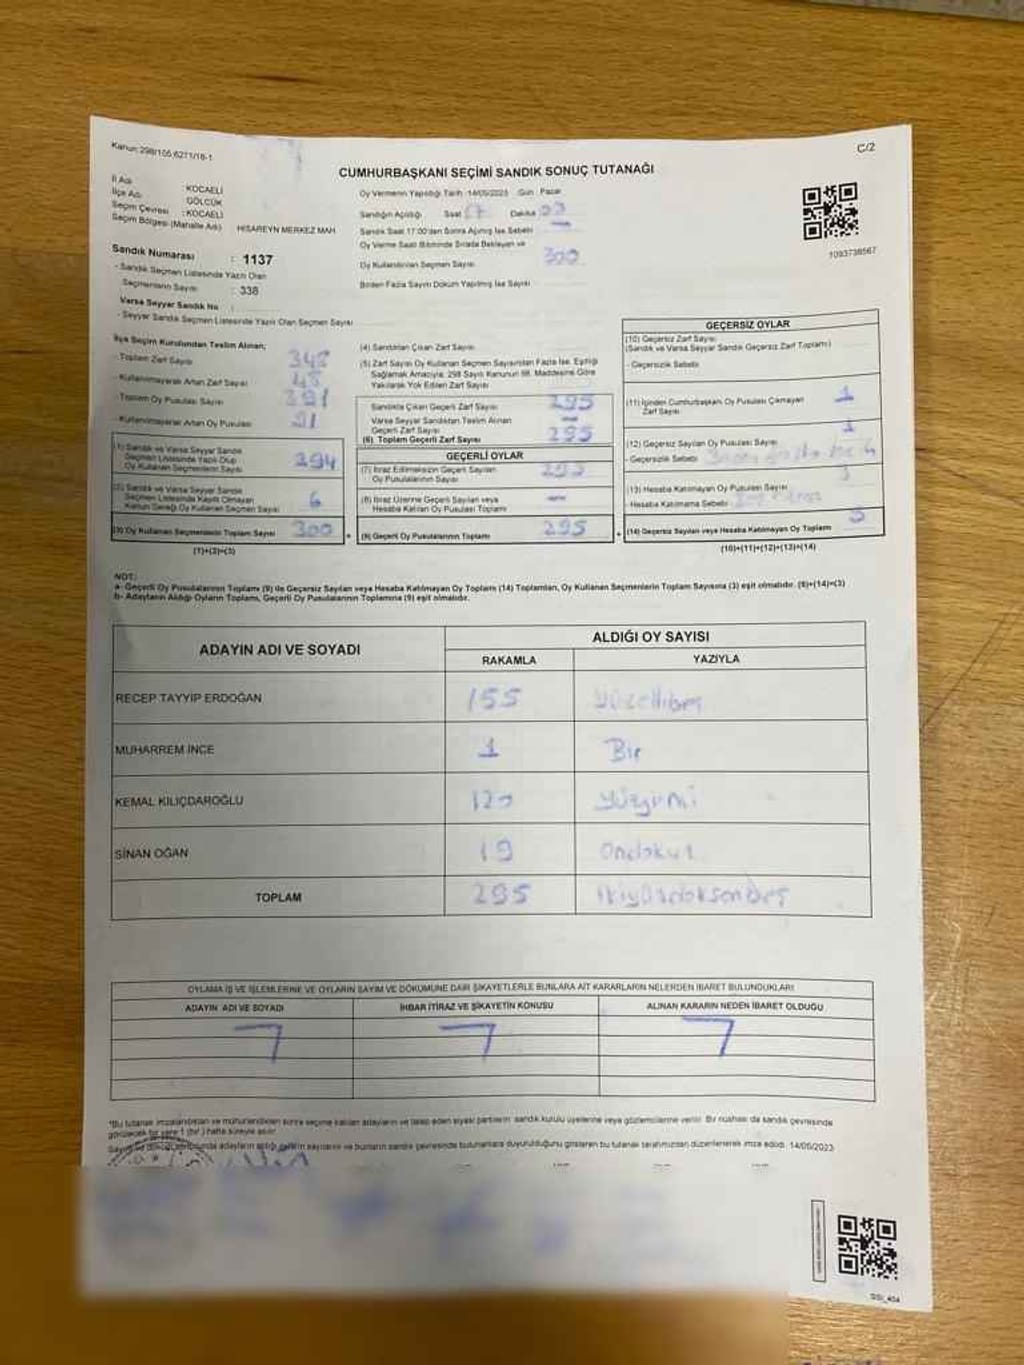 Kanun: 298/105 6271/18-1
C/2
CUMHURBAŞKANI SEÇİMİ SANDIK SONUÇ TUTANAĞI
İl Adı : KOCAELİ
İlçe Adı : GÖLCÜK
Seçim Çevresi : KOCAELİ
Seçim Bölgesi (Mahalle Adı) HİSAREYN MERKEZ MAH
Sandık Numarası : 1137
- Sandık Seçmen Listesinde Yazılı Olan
Seçmenlerin Sayısı : 338
Varsa Seyyar Sandık No :
- Seyyar Sandık Seçmen Listesinde Yazılı Olan Seçmen Sayısı
Oy Vermenin Yapıldığı Tarih :14/05/2023 Gün : Pazar
Sandığın Açıldığı Saat 17 Dakika
Sandık Saat 17:00'den Sonra Açılmış İse Sebebi —
Oy Verme Saati Bitiminde Sırada Bekleyen ve
Oy Kullandırılan Seçmen Sayısı 300
Birden Fazla Sayım Döküm Yapılmış İse Sayısı
1093738567
İlçe Seçim Kurulundan Teslim Alınan;
- Toplam Zarf Sayısı 348
- Kullanılmayarak Artan Zarf Sayısı 48
- Toplam Oy Pusulası Sayısı 391
- Kullanılmayarak Artan Oy Pusulası 91
(1) Sandık ve Varsa Seyyar Sandık
Seçmen Listesinde Yazılı Olup
Oy Kullanan Seçmenlerin Sayısı 294
(2) Sandık ve Varsa Seyyar Sandık
Seçmen Listesinde Kayıtlı Olmayan
Kanun Gereği Oy Kullanan Seçmen Sayısı 6
(3) Oy Kullanan Seçmenlerin Toplam Sayısı 300
(1)+(2)=(3)
(4) Sandıktan Çıkan Zarf Sayısı
(5) Zarf Sayısı Oy Kullanan Seçmen Sayısından Fazla İse, Eşitliği
Sağlamak Amacıyla, 298 Sayılı Kanunun 98. Maddesine Göre
Yakılarak Yok Edilen Zarf Sayısı
Sandıkta Çıkan Geçerli Zarf Sayısı 295
Varsa Seyyar Sandıktan Teslim Alınan
Geçerli Zarf Sayısı —
(6) Toplam Geçerli Zarf Sayısı 295
GEÇERLİ OYLAR
(7) İtiraz Edilmeksizin Geçerli Sayılan
Oy Pusulalarının Sayısı 295
(8) İtiraz Üzerine Geçerli Sayılan veya
Hesaba Katılan Oy Pusulası Toplamı —
(9) Geçerli Oy Pusulalarının Toplamı 295
+
GEÇERSİZ OYLAR
(10) Geçersiz Zarf Sayısı
(Sandık ve Varsa Seyyar Sandık Geçersiz Zarf Toplamı)
- Geçersizlik Sebebi
(11) İçinden Cumhurbaşkanı Oy Pusulası Çıkmayan
Zarf Sayısı 1
(12) Geçersiz Sayılan Oy Pusulası Sayısı 1
- Geçersizlik Sebebi
(13) Hesaba Katılmayan Oy Pusulası Sayısı 3
- Hesaba Katılmama Sebebi
(14) Geçersiz Sayılan veya Hesaba Katılmayan Oy Toplamı 5
(10)+(11)+(12)+(13)=(14)
NOT:
a- Geçerli Oy Pusulalarının Toplamı (9) ile Geçersiz Sayılan veya Hesaba Katılmayan Oy Toplamı (14) Toplamları, Oy Kullanan Seçmenlerin Toplam Sayısına (3) eşit olmalıdır. (9)+(14)=(3)
b- Adayların Aldığı Oyların Toplamı, Geçerli Oy Pusulalarının Toplamına (9) eşit olmalıdır.
ADAYIN ADI VE SOYADI ALDIĞI OY SAYISI
RAKAMLA YAZIYLA
RECEP TAYYİP ERDOĞAN 155 Yüzellibeş
MUHARREM İNCE 1 Bir
KEMAL KILIÇDAROĞLU 120 Yüzyirmi
SİNAN OĞAN 19 Ondokuz
TOPLAM 295 İkiyüzdoksanbeş
OYLAMA İŞ VE İŞLEMLERİNE VE OYLARIN SAYIM VE DÖKÜMÜNE DAİR ŞİKAYETLERLE BUNLARA AİT KARARLARIN NELERDEN İBARET BULUNDUKLARI
ADAYIN ADI VE SOYADI İHBAR İTİRAZ VE ŞİKAYETİN KONUSU ALINAN KARARIN NEDEN İBARET OLDUĞU
*Bu tutanak imzalandıktan ve mühürlendikten sonra seçime katılan adayların ve talep eden siyasi partilerin sandık kurulu üyelerine veya gözlemcilerine verilir. Bir nüshası da sandık çevresinde
görülecek bir yere 1 (bir) hafta süreyle asılır.
adayların aldığı oyların sayılarını ve bunların sandık çevresinde bulunanlara duyurulduğunu gösteren bu tutanak tarafımızdan düzenlenerek imza edildi. 14/05/2023